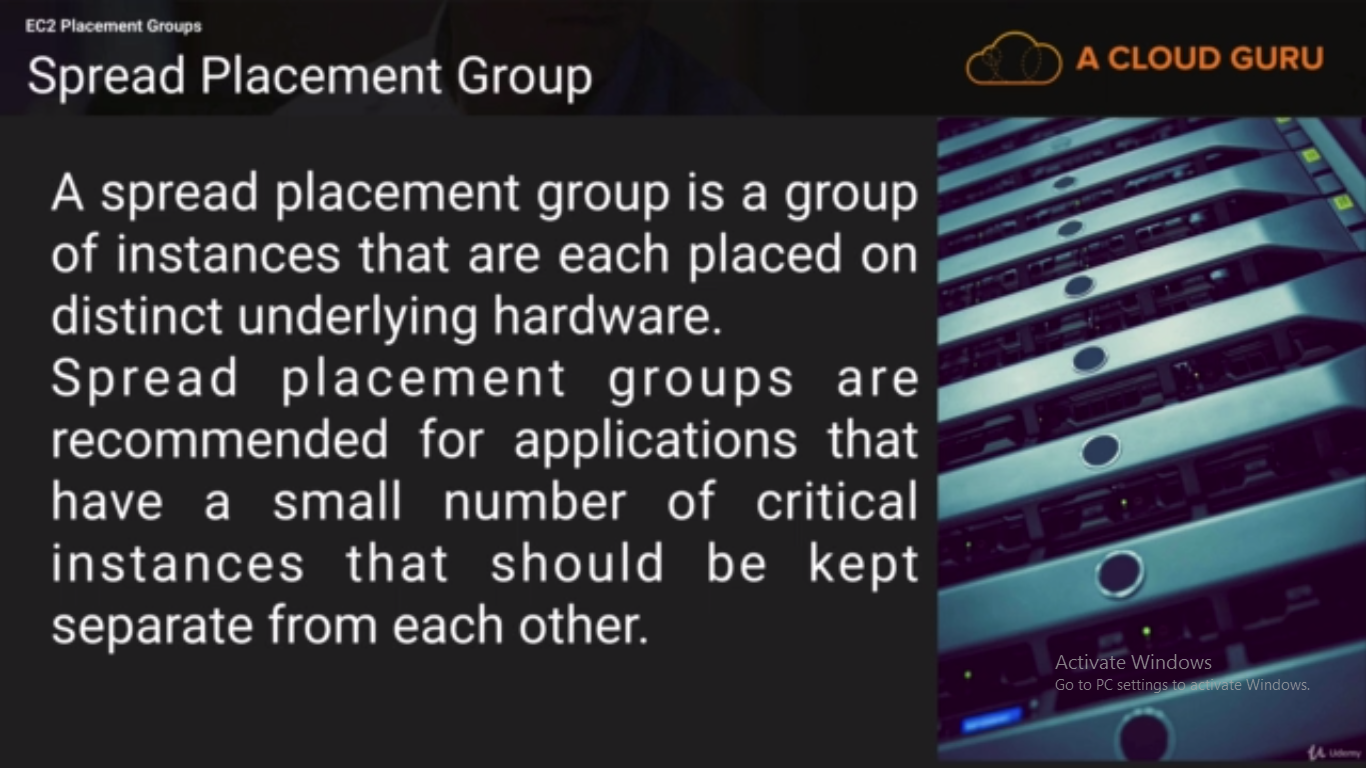 EC2 Placement Groups
Spread Placement Group
A CLOUD GURU
A spread placement group is a group
of instances that are each placed on
distinct underlying hardware.
Spread placement groups are
recommended for applications that
have a small number of critical
instances that should be kept
separate from each other.
Activate Windows
Go to PC settings to activate Windows.
Udemy